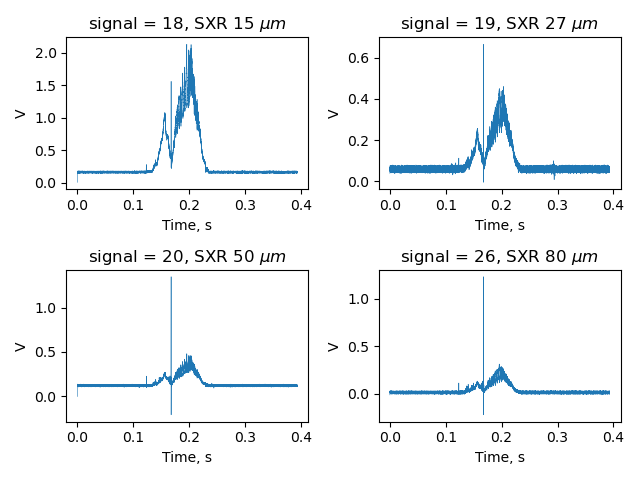 signal = 18, SXR 15 μm
2.0
1.5
1.0
0.5
0.0
V
0.0 0.1 0.2 0.3 0.4
Time, s
signal = 19, SXR 27 μm
0.6
0.4
0.2
0.0
V
0.0 0.1 0.2 0.3 0.4
Time, s
signal = 20, SXR 50 μm
1.0
0.5
0.0
V
0.0 0.1 0.2 0.3 0.4
Time, s
signal = 26, SXR 80 μm
1.0
0.5
0.0
V
0.0 0.1 0.2 0.3 0.4
Time, s